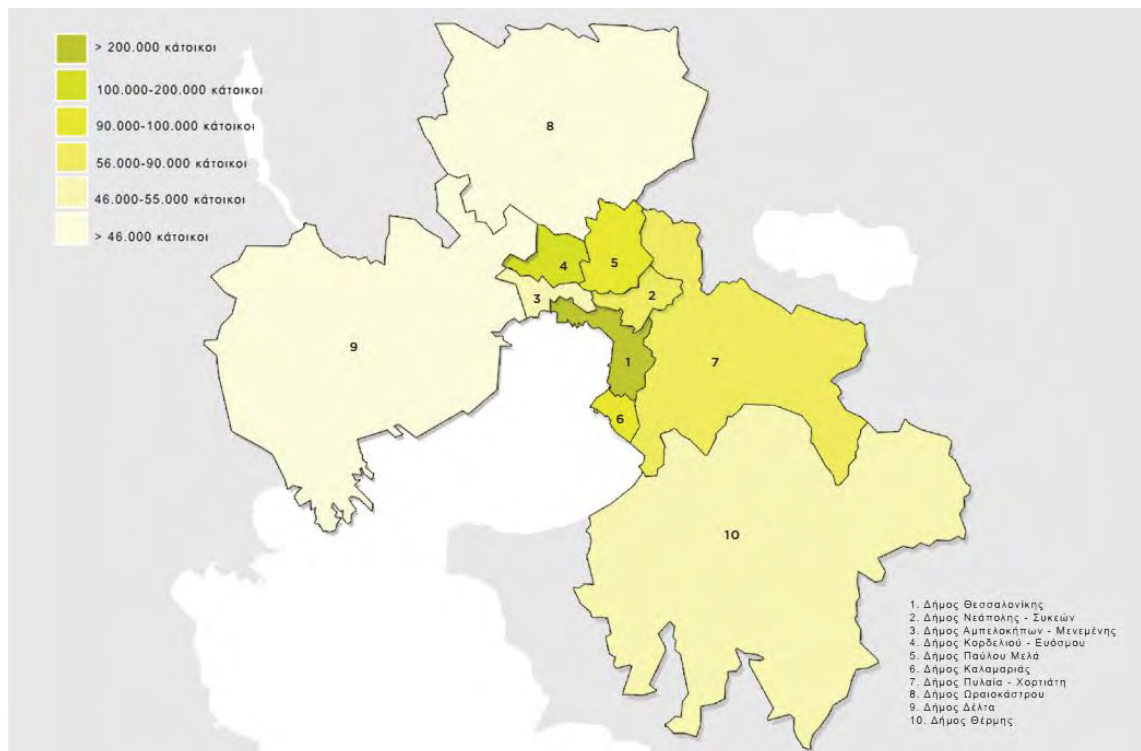 > 200.000 κάτοικοι
100.000-200.000 κάτοικοι
90.000-100.000 κάτοικοι
56.000-90.000 κάτοικοι
46.000-55.000 κάτοικοι
> 46.000 κάτοικοι
8
5
4
2
3
9
1
7
6
10
1. Δήμος Θεσσαλονίκης
2. Δήμος Νεάπολης - Συκεών
3. Δήμος Αμπελοκήπων - Μενεμένης
4. Δήμος Κορδελιού - Ευόσμου
5. Δήμος Παύλου Μελά
6. Δήμος Καλαμαριάς
7. Δήμος Πυλαία - Χορτιάτη
8. Δήμος Ωραιοκάστρου
9. Δήμος Δέλτα
10. Δήμος Θέρμης